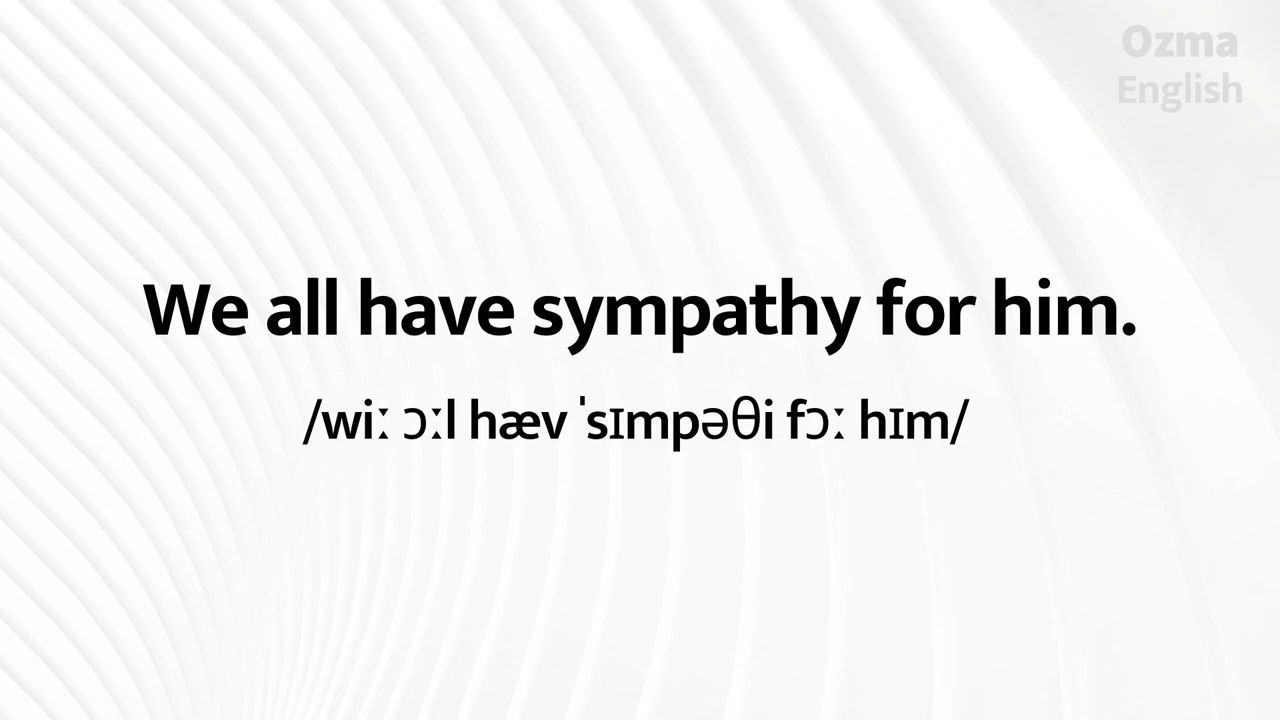 Ozma
English
We all have sympathy for him.
/wiː ɔːl hæv ˈsɪmpəθi fɔː hɪm/